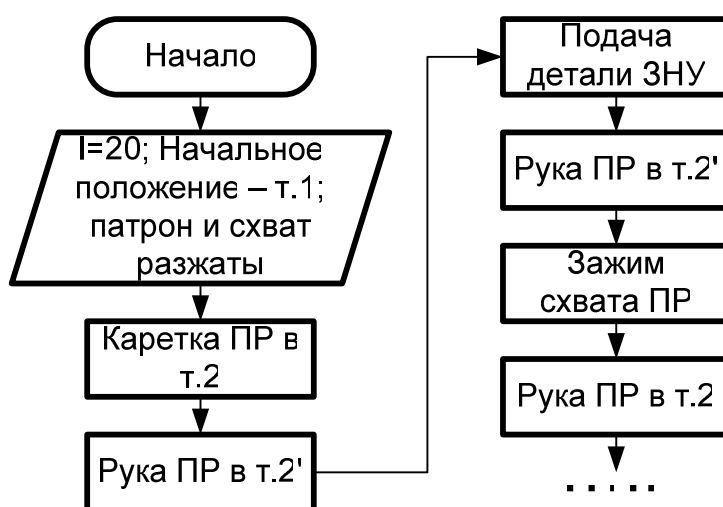 Начало
I=20; Начальное
положение – т.1;
патрон и схват
разжаты
Каретка ПР в
т.2
Рука ПР в т.2'
Подача
детали ЗНУ
Рука ПР в т.2'
Зажим
схвата ПР
Рука ПР в т.2
.....